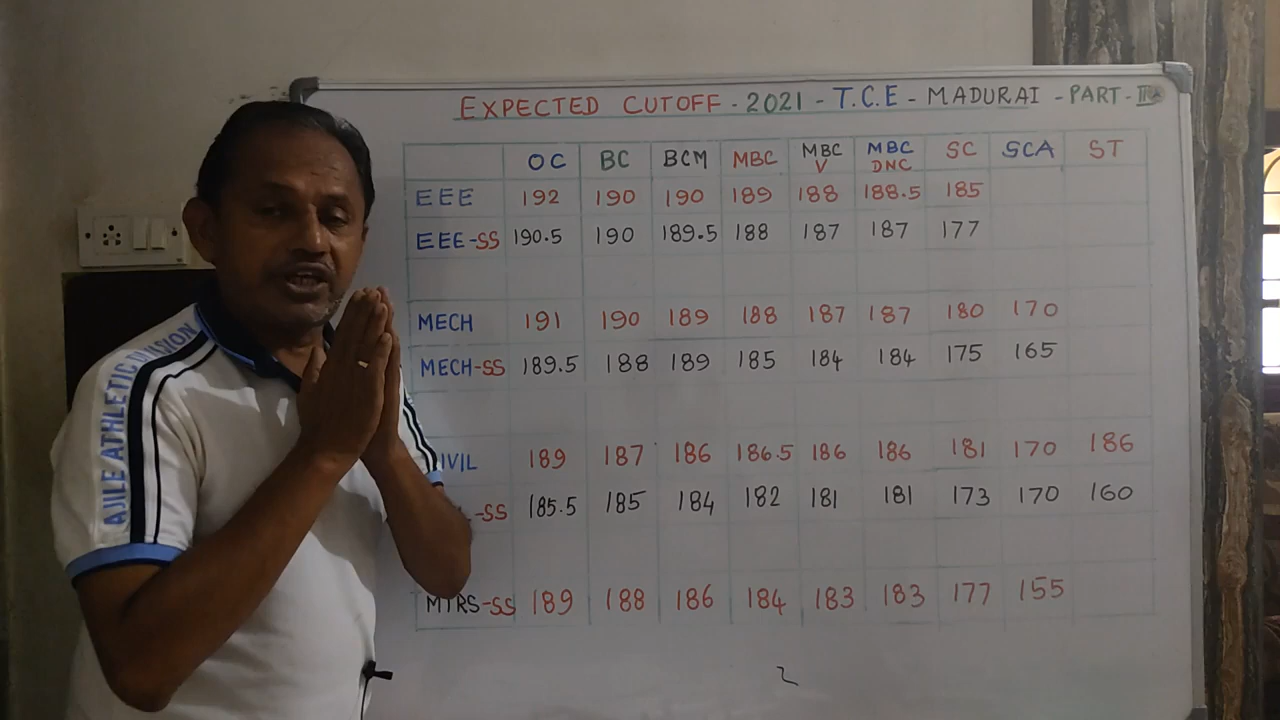 EXPECTED CUTOFF - 2021 - T.C.E - MADURAI - PART - II
OC BC BCM MBC MBC V MBC DNC SC SCA ST
EEE 192 190 190 189 188 188.5 185
EEE-SS 190.5 190 189.5 188 187 187 177
MECH 191 190 189 188 187 187 180 170
MECH-SS 189.5 188 189 185 184 184 175 165
IVIL 189 187 186 186.5 186 186 181 170 186
-SS 185.5 185 184 182 181 181 173 170 160
MTRS-SS 189 188 186 184 183 183 177 155
AJILE ATHLETIC DIVISION